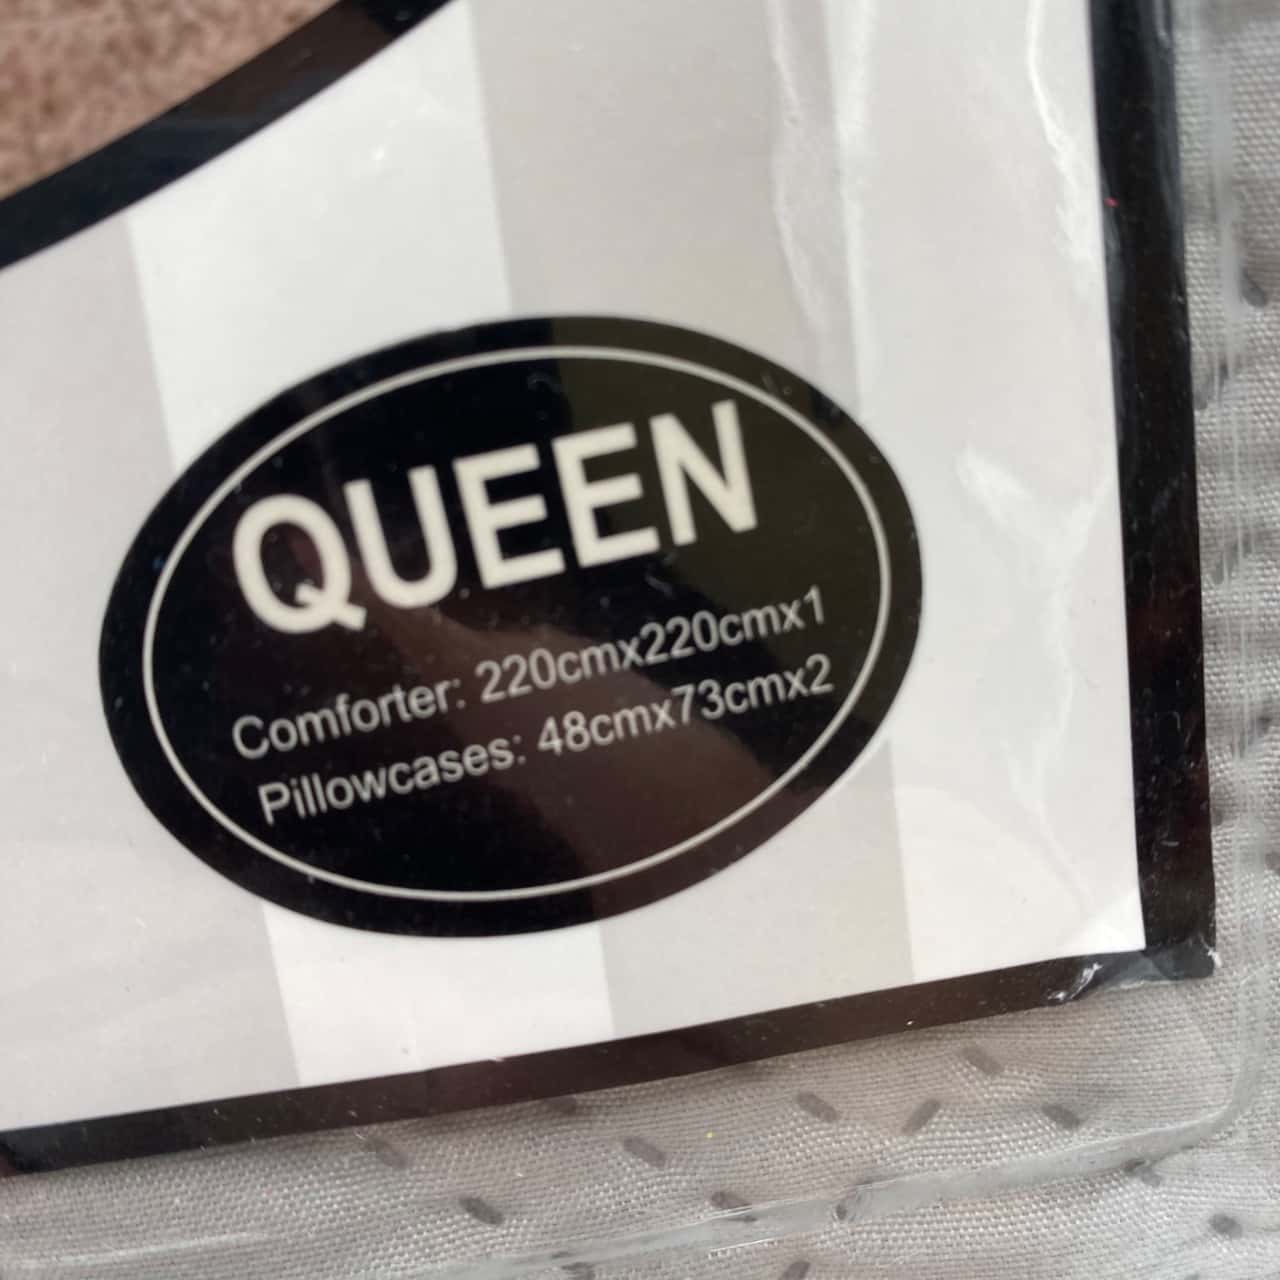 QUEEN
Comforter: 220cmx220cmx1
Pillowcases: 48cmx73cmx2